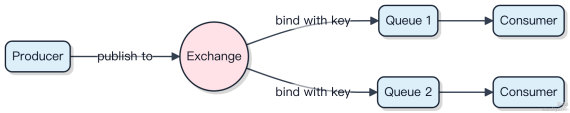 Producer
publish to
Exchange
bind with key
Queue 1
Consumer
bind with key
Queue 2
Consumer